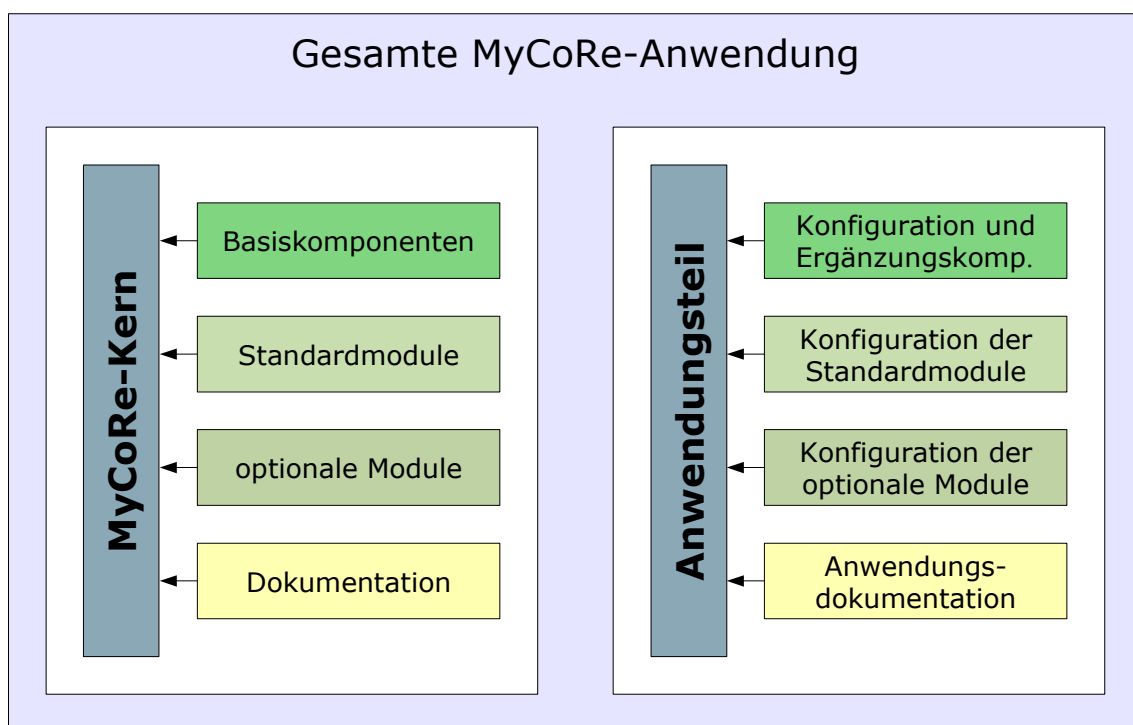 Gesamte MyCoRe-Anwendung
MyCoRe-Kern
Basiskomponenten
Standardmodule
optionale Module
Dokumentation
Anwendungsteil
Konfiguration und
Ergänzungskomp.
Konfiguration der
Standardmodule
Konfiguration der
optionale Module
Anwendungs-
dokumentation